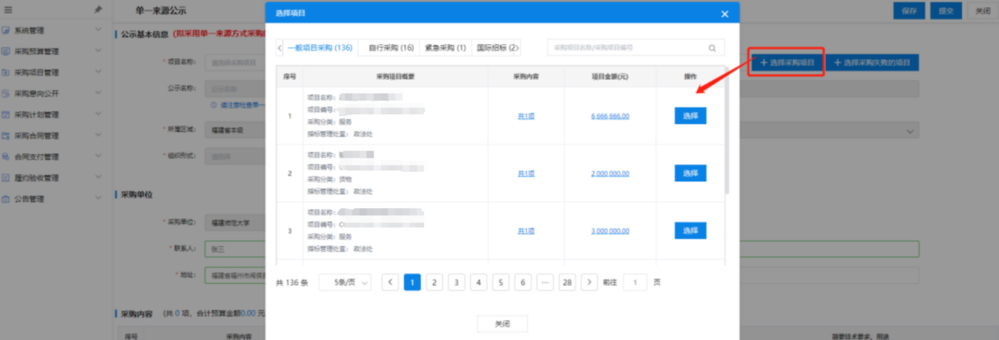 单一来源公示
保存
提交
关闭
系统管理
采购预算管理
采购项目管理
采购意向公开
采购计划管理
采购合同管理
合同支付管理
履约验收管理
公告管理
公示基本信息 (拟采用单一来源方式采购的
* 项目名称:
请选择采购项目
+ 选择采购项目
+ 选择采购失败的项目
公示名称:
公示名称
请注意检查单一
* 所属区域:
福建省本级
* 组织形式:
请选择
采购单位
* 采购单位:
福建师范大学
* 联系人:
张三
* 地址:
福建省福州市闽侯县
采购内容 (共 0 项, 合计预算金额0.00 元
序号
采购内容
需要技术要求、用途
选择项目
一般项目采购 (136)
自行采购 (16)
紧急采购 (1)
国际招标 (2
采购项目名称/采购项目编号
序号
采购项目概要
采购内容
项目金额(元)
操作
1
项目名称:
项目编号:
采购分类: 服务
指标管理处室: 政法处
共1项
6,666,666.00
选择
2
项目名称:
项目编号:
采购分类: 货物
指标管理处室: 政法处
共1项
2,000,000.00
选择
3
项目名称:
项目编号:
采购分类: 服务
指标管理处室: 政法处
共1项
3,000,000.00
选择
共 136 条
5条/页
1 2 3 4 5 6 ··· 28
前往 1 页
关闭